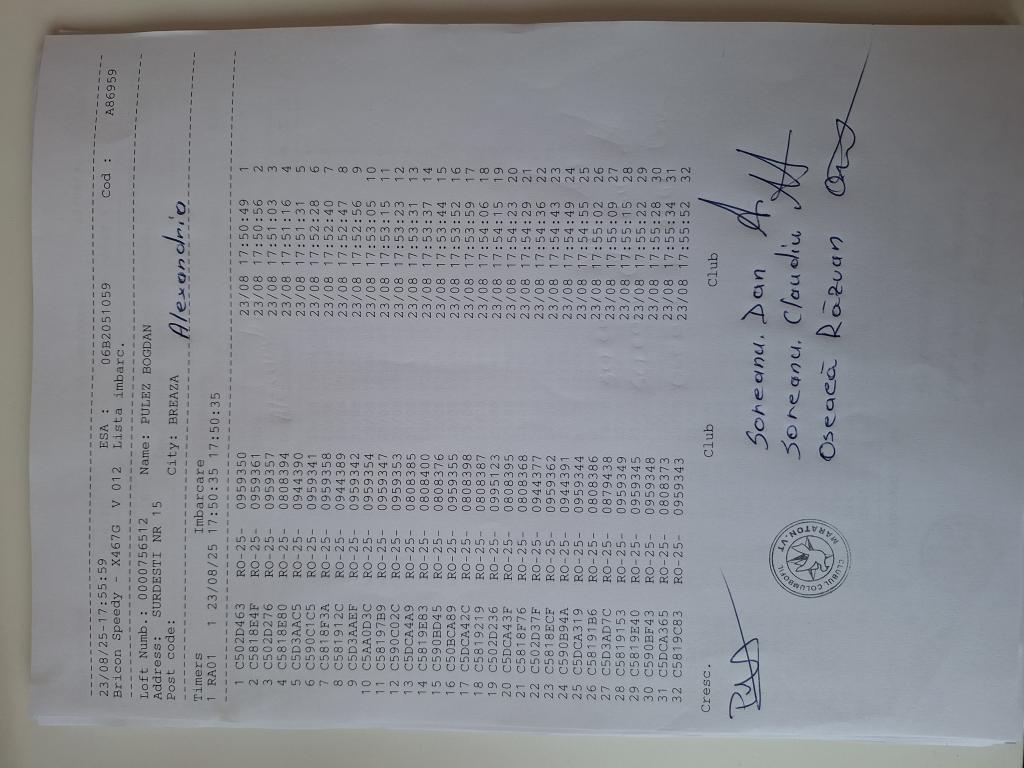 23/08/25-17:55:59 ESA : 06B2051059 Cod : A86959
Bricon Speedy - X467G V 012 Lista imbarc.
Loft Numb.: 00007656512 Name: PULEZ BOGDAN
Address: SURDESTI NR 15
Post code: City: BREAZA Alexandria
Timers Imbarcare
1 RA01 1 23/08/25 17:50:35 17:50:35
1 C502D463 RO-25- 0959350 23/08 17:50:49 1
2 C5818E4F RO-25- 0959361 23/08 17:50:56 2
3 C502D276 RO-25- 0959357 23/08 17:51:03 3
4 C5818E80 RO-25- 0808394 23/08 17:51:16 4
5 C5D3AAC5 RO-25- 0944390 23/08 17:51:31 5
6 C590C1C5 RO-25- 0959341 23/08 17:52:28 6
7 C5818F3A RO-25- 0959358 23/08 17:52:40 7
8 C581912C RO-25- 0944389 23/08 17:52:47 8
9 C5D3AAEF RO-25- 0959342 23/08 17:52:56 9
10 C5AA0D3C RO-25- 0959354 23/08 17:53:05 10
11 C58197B9 RO-25- 0959347 23/08 17:53:15 11
12 C590C02C RO-25- 0959353 23/08 17:53:23 12
13 C5DCA4A9 RO-25- 0808385 23/08 17:53:31 13
14 C5819E83 RO-25- 0808400 23/08 17:53:37 14
15 C590BD45 RO-25- 0808376 23/08 17:53:44 15
16 C50BCA89 RO-25- 0959355 23/08 17:53:52 16
17 C5DCA42C RO-25- 0808398 23/08 17:53:59 17
18 C5819219 RO-25- 0808387 23/08 17:54:06 18
19 C502D236 RO-25- 0995123 23/08 17:54:15 19
20 C5DCA43F RO-25- 0808395 23/08 17:54:23 20
21 C5818F76 RO-25- 0808368 23/08 17:54:29 21
22 C502D37F RO-25- 0944377 23/08 17:54:36 22
23 C5818ECF RO-25- 0959362 23/08 17:54:43 23
24 C590B94A RO-25- 0944391 23/08 17:54:49 24
25 C5DCA319 RO-25- 0959344 23/08 17:54:55 25
26 C58191B6 RO-25- 0808386 23/08 17:55:02 26
27 C5D3AD7C RO-25- 0879438 23/08 17:55:09 27
28 C5819153 RO-25- 0959349 23/08 17:55:15 28
29 C5819E40 RO-25- 0959345 23/08 17:55:22 29
30 C590BF43 RO-25- 0959348 23/08 17:55:28 30
31 C5DCA365 RO-25- 0808373 23/08 17:55:34 31
32 C5819C83 RO-25- 0959343 23/08 17:55:52 32
Cresc. Club Club
Soneanu. Dan
Soneanu. Claudiu
Oseacă Răzvan
CLUBUL COLUMBOFIL
MARATON. VT